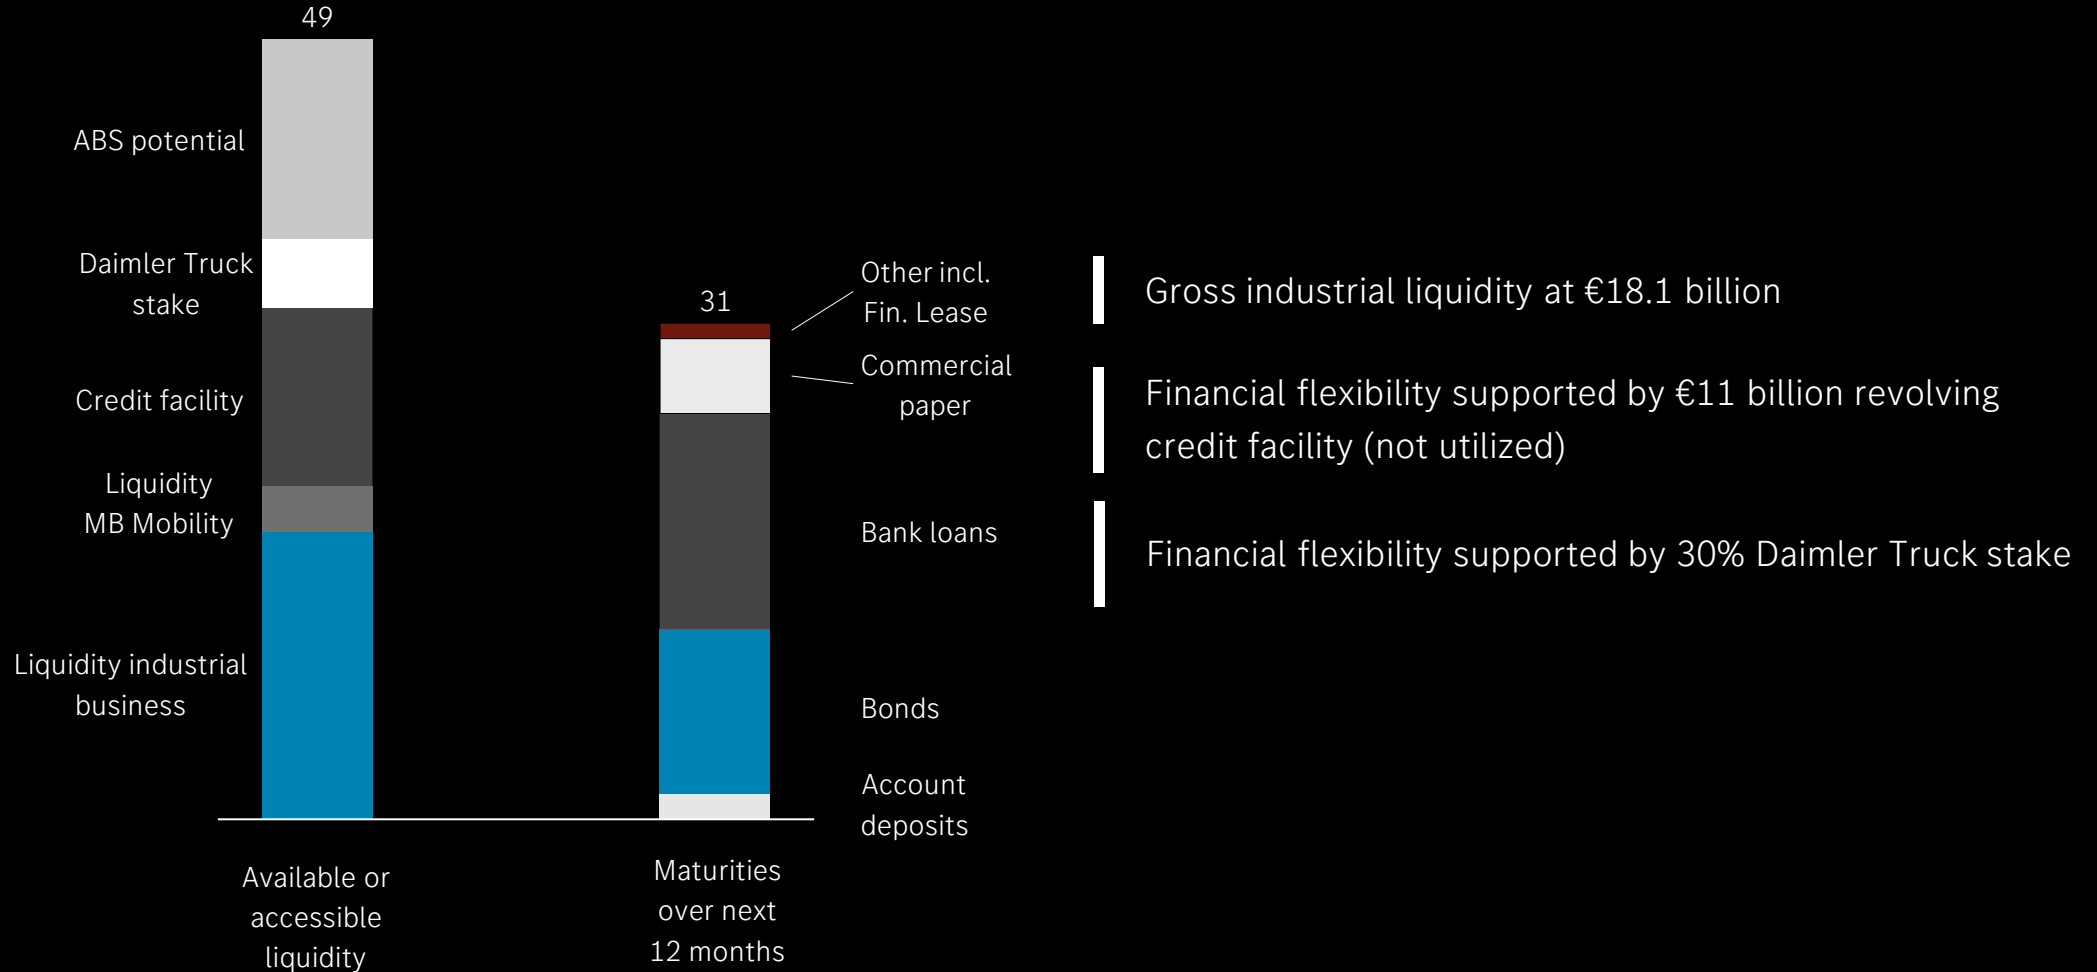 49
ABS potential
Daimler Truck
stake
Credit facility
Liquidity
MB Mobility
Liquidity industrial
business
Available or
accessible
liquidity
31
Other incl.
Fin. Lease
Commercial
paper
Bank loans
Bonds
Account
deposits
Maturities
over next
12 months
Gross industrial liquidity at €18.1 billion
Financial flexibility supported by €11 billion revolving
credit facility (not utilized)
Financial flexibility supported by 30% Daimler Truck stake